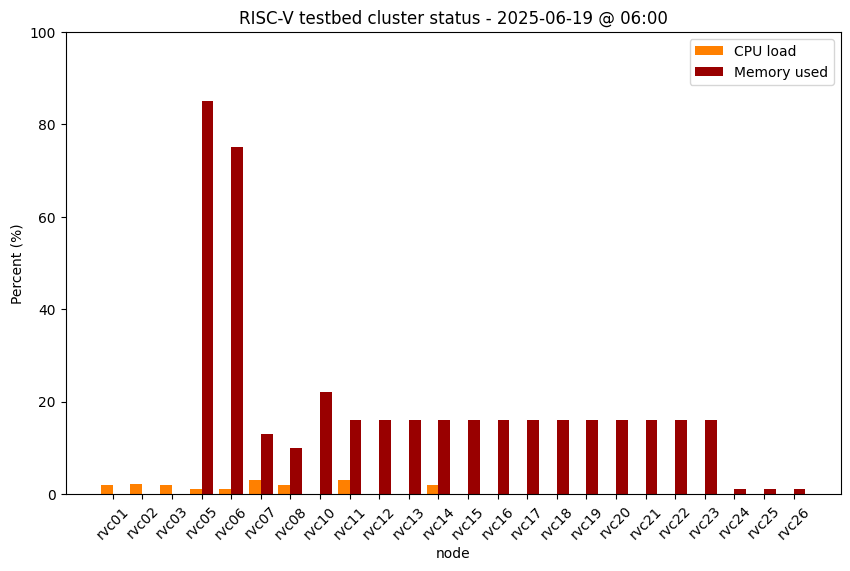 RISC-V testbed cluster status - 2025-06-19 @ 06:00
CPU load
Memory used
Percent (%)
100
80
60
40
20
0
rvc01
rvc02
rvc03
rvc05
rvc06
rvc07
rvc08
rvc10
rvc11
rvc12
rvc13
rvc14
rvc15
rvc16
rvc17
rvc18
rvc19
rvc20
rvc21
rvc22
rvc23
rvc24
rvc25
rvc26
node